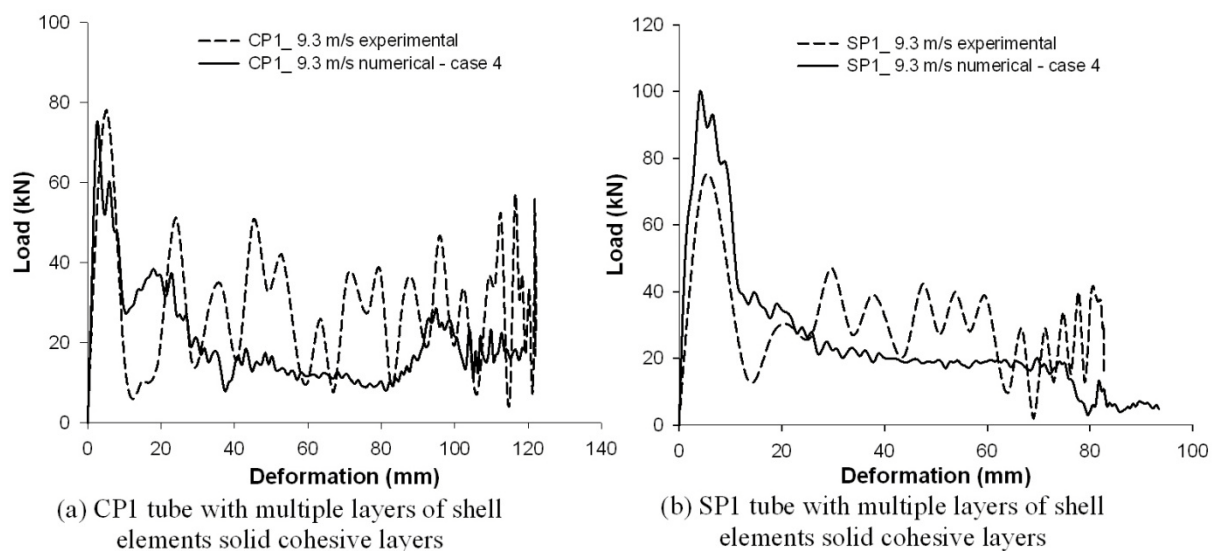 100
80
60
40
20
0
Load (kN)
CP1_ 9.3 m/s experimental
CP1_ 9.3 m/s numerical - case 4
0 20 40 60 80 100 120 140
Deformation (mm)
(a) CP1 tube with multiple layers of shell
elements solid cohesive layers
120
100
80
60
40
20
0
Load (kN)
SP1_ 9.3 m/s experimental
SP1_ 9.3 m/s numerical - case 4
0 20 40 60 80 100
Deformation (mm)
(b) SP1 tube with multiple layers of shell
elements solid cohesive layers